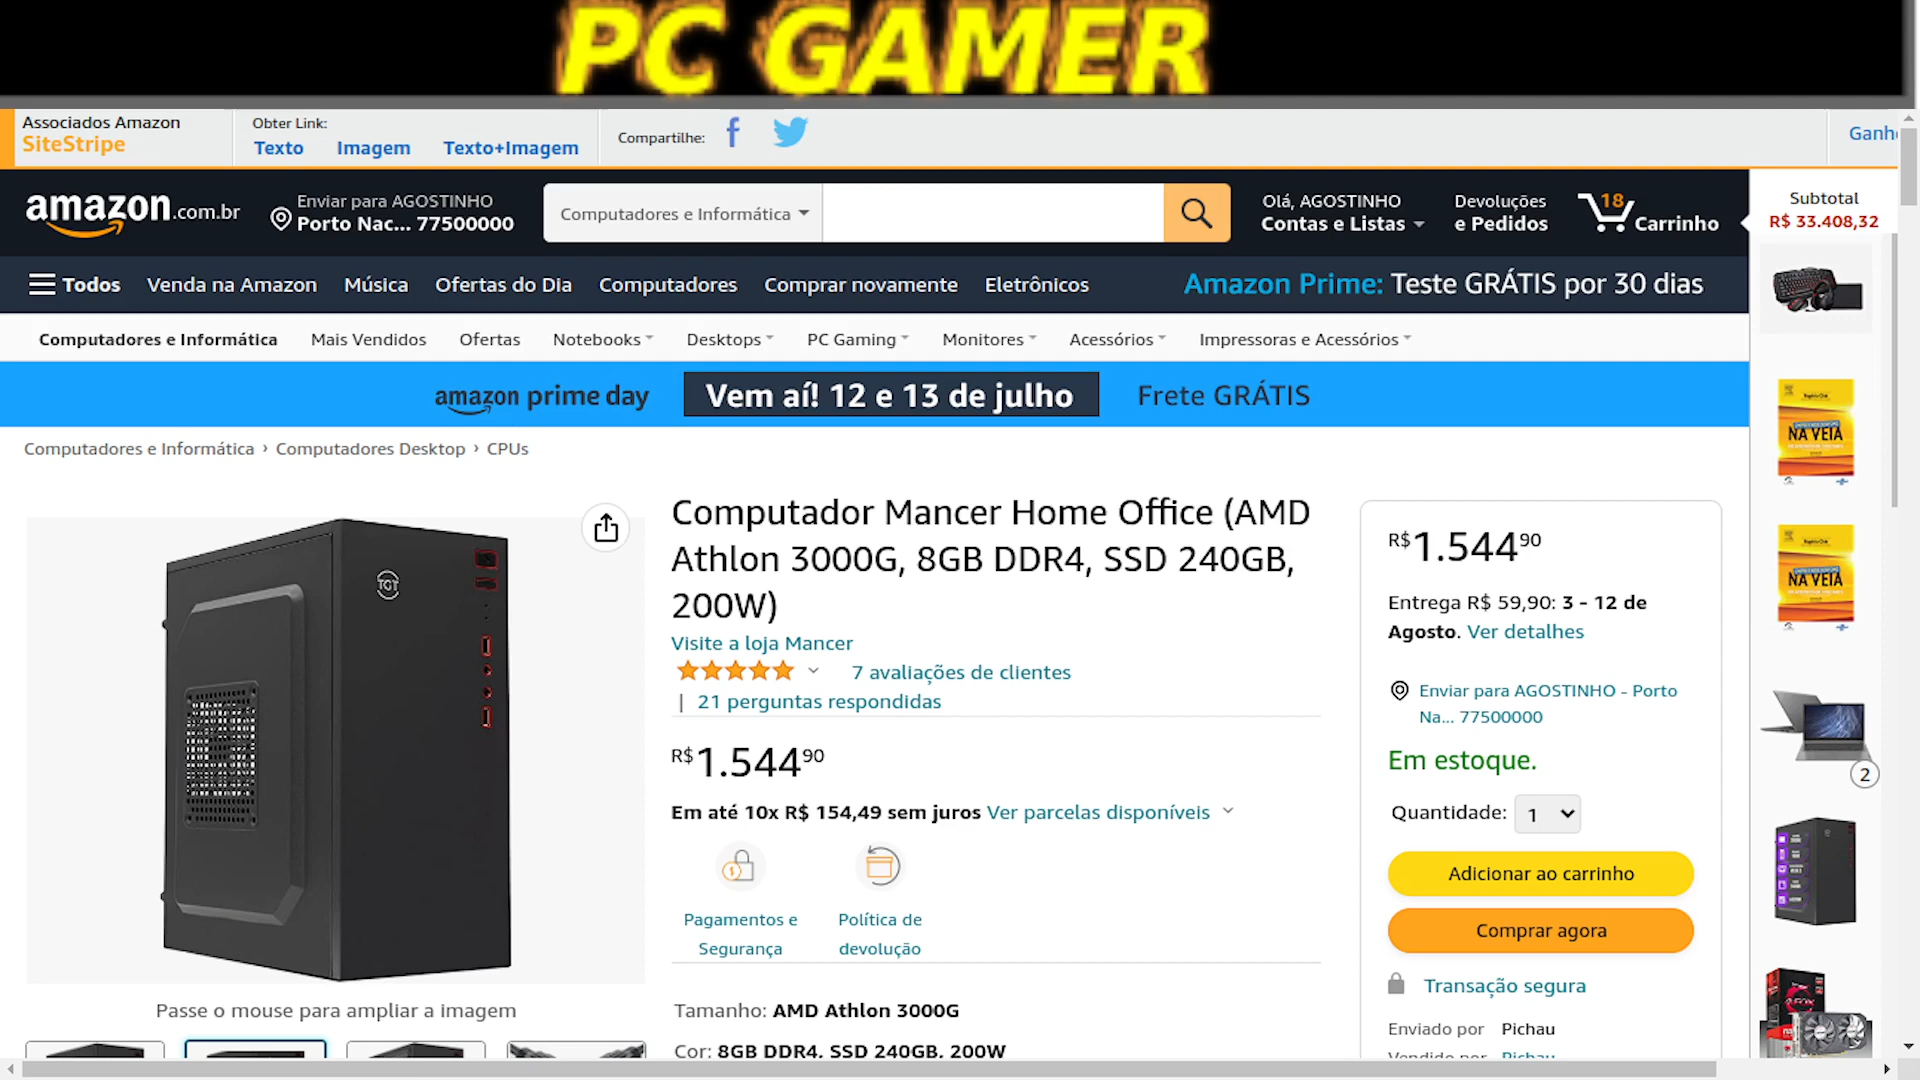 PC GAMER
Associados Amazon
SiteStripe
Obter Link:
Texto Imagem Texto+Imagem
Compartilhe:
Ganh
amazon.com.br
Enviar para AGOSTINHO
Porto Nac... 77500000
Computadores e Informática
Olá, AGOSTINHO
Contas e Listas
Devoluções
e Pedidos
18
Carrinho
Subtotal
R$ 33.408,32
Todos Venda na Amazon Música Ofertas do Dia Computadores Comprar novamente Eletrônicos
Amazon Prime: Teste GRÁTIS por 30 dias
Computadores e Informática Mais Vendidos Ofertas Notebooks Desktops PC Gaming Monitores Acessórios Impressoras e Acessórios
amazon prime day Vem aí! 12 e 13 de julho Frete GRÁTIS
Computadores e Informática › Computadores Desktop › CPUs
TGT
Passe o mouse para ampliar a imagem
Computador Mancer Home Office (AMD
Athlon 3000G, 8GB DDR4, SSD 240GB,
200W)
Visite a loja Mancer
7 avaliações de clientes
| 21 perguntas respondidas
R$1.54490
Em até 10x R$ 154,49 sem juros Ver parcelas disponíveis
Pagamentos e
Segurança
Política de
devolução
Tamanho: AMD Athlon 3000G
Cor: 8GB DDR4, SSD 240GB, 200W
R$1.54490
Entrega R$ 59,90: 3 - 12 de
Agosto. Ver detalhes
Enviar para AGOSTINHO - Porto
Na... 77500000
Em estoque.
Quantidade: 1
Adicionar ao carrinho
Comprar agora
Transação segura
Enviado por Pichau
Vendido por Pichau
NA VEIA
NA VEIA
2